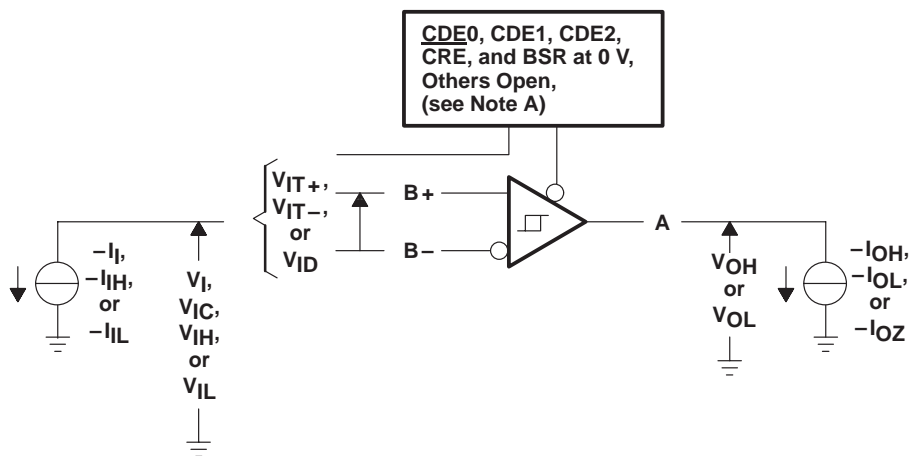 CDE0, CDE1, CDE2,
CRE, and BSR at 0 V,
Others Open,
(see Note A)
VIT+,
VIT−,
or
VID
B+
B−
A
−II,
−IIH,
or
−IIL
VI,
VIC,
VIH,
or
VIL
VOH
or
VOL
−IOH,
−IOL,
or
−IOZ